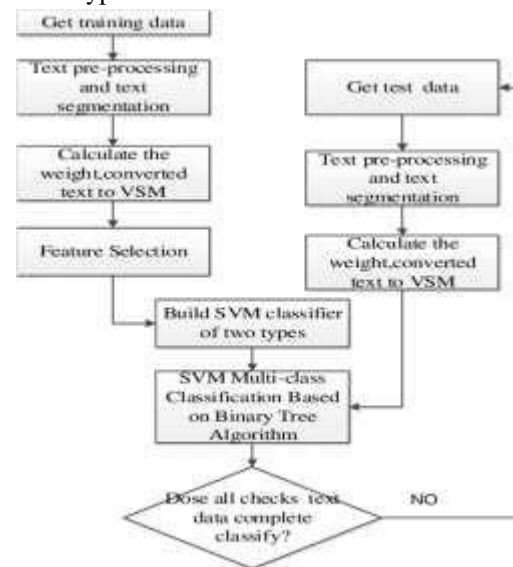 Get training data
Text pre-processing
and text
segmentation
Calculate the
weight,converted
text to VSM
Feature Selection
Get test data
Text pre-processing
and text
segmentation
Calculate the
weight,converted
text to VSM
Build SVM classifier
of two types
SVM Multi-class
Classification Based
on Binary Tree
Algorithm
Dose all checks text
data complete
classify?
NO